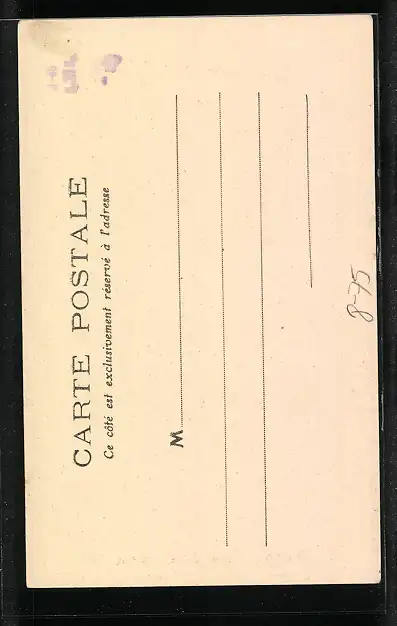 CARTE POSTALE
Ce côté est exclusivement réservé à l'adresse
M
8-75